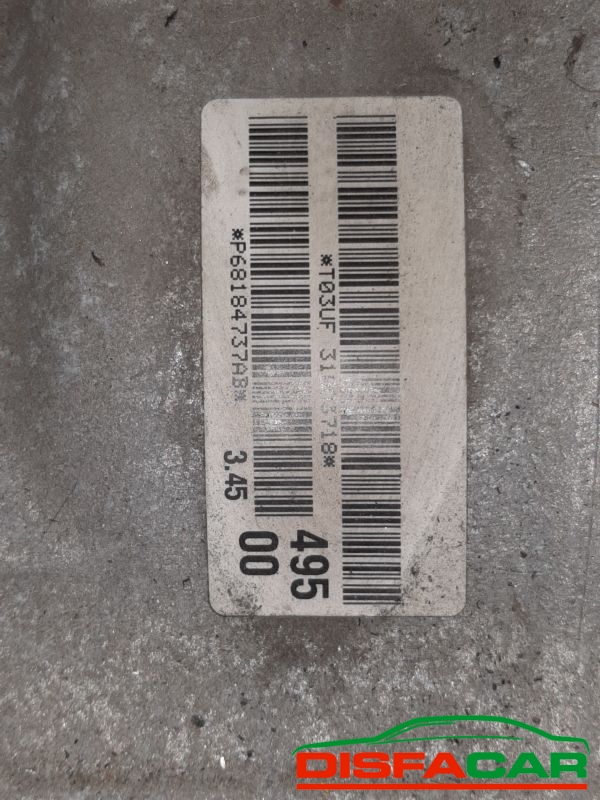 *T03UF
*P68184737AB*
3.45
495
00
DISFACAR